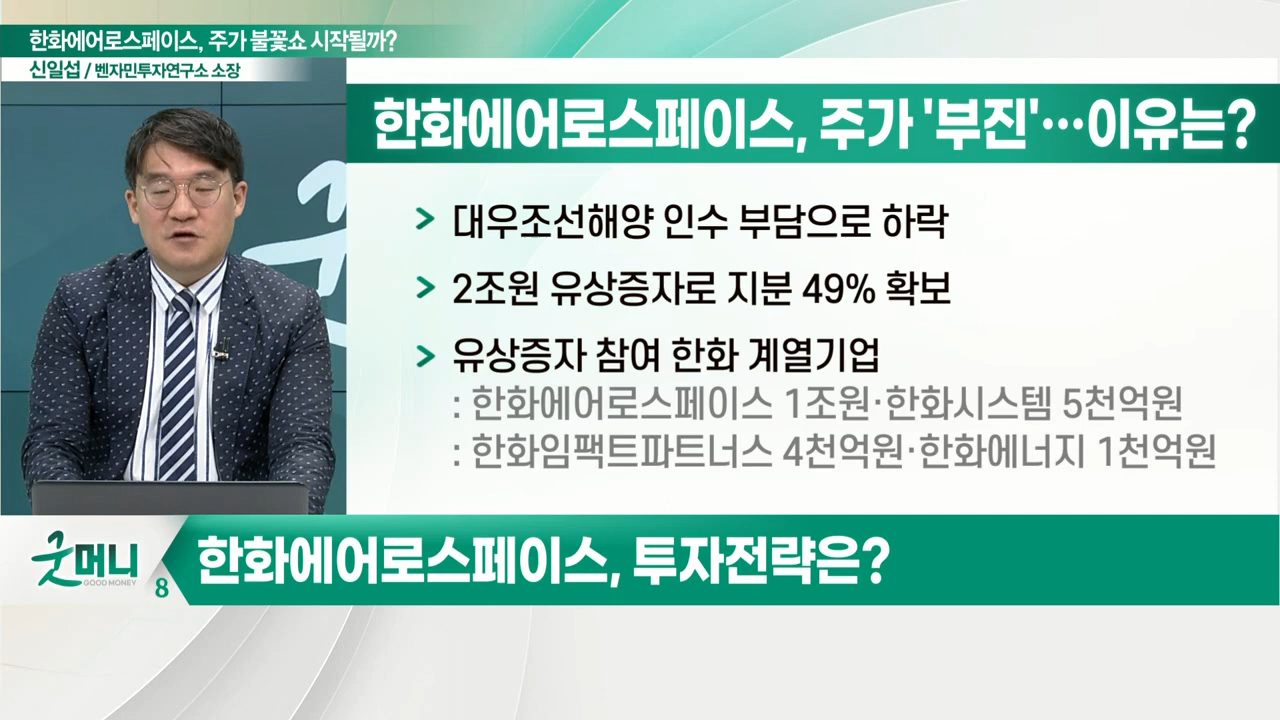 한화에어로스페이스, 주가 불꽃쇼 시작될까?
신일섭 / 벤자민투자연구소 소장
한화에어로스페이스, 주가 '부진'…이유는?
> 대우조선해양 인수 부담으로 하락
> 2조원 유상증자로 지분 49% 확보
> 유상증자 참여 한화 계열기업
: 한화에어로스페이스 1조원·한화시스템 5천억원
: 한화임팩트파트너스 4천억원·한화에너지 1천억원
굿머니
GOOD MONEY
8
한화에어로스페이스, 투자전략은?